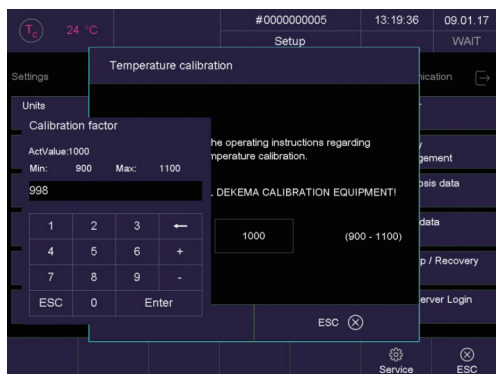 #0000000005 13:19:36 09.01.17
Tc 24 °C
Setup WAIT
Temperature calibration
Settings
Units
Calibration factor
ActValue:1000
Min: 900 Max: 1100
998
he operating instructions regarding
mperature calibration.
. DEKEMA CALIBRATION EQUIPMENT!
1000 (900 - 1100)
1 2 3 ←
4 5 6 +
7 8 9 -
ESC 0 Enter
ESC
nication
gement
osis data
data
p / Recovery
erver Login
Service
ESC